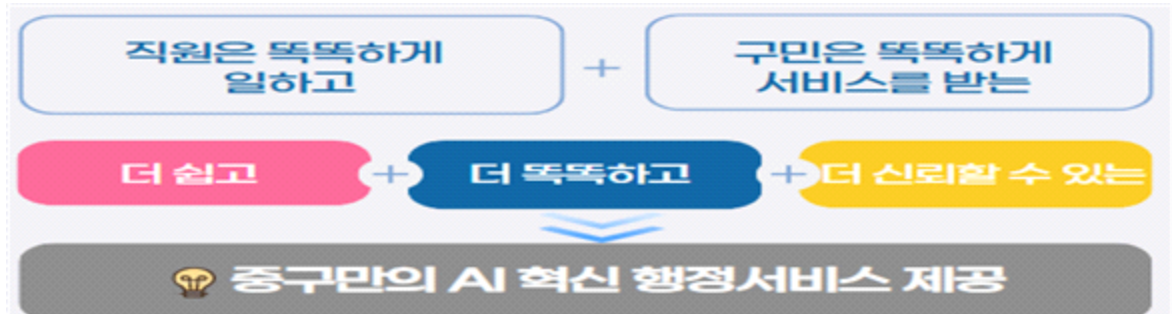 직원은 똑똑하게
일하고
+
구민은 똑똑하게
서비스를 받는
더 쉽고 + 더 똑똑하고 + 더 신뢰할 수 있는
중구만의 AI 혁신 행정서비스 제공